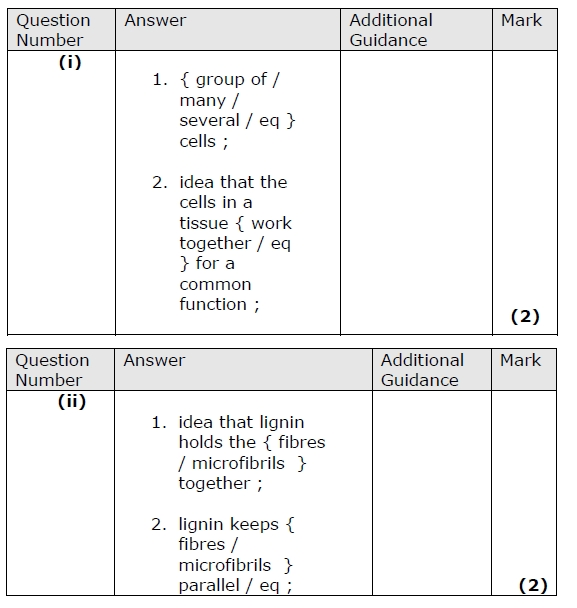 Question Number
Answer
Additional Guidance
Mark
(i)
1. { group of /
many /
several / eq }
cells ;
2. idea that the
cells in a
tissue { work
together / eq
} for a
common
function ;
(2)
Question Number
Answer
Additional Guidance
Mark
(ii)
1. idea that lignin
holds the { fibres
/ microfibrils }
together ;
2. lignin keeps {
fibres /
microfibrils }
parallel / eq ;
(2)